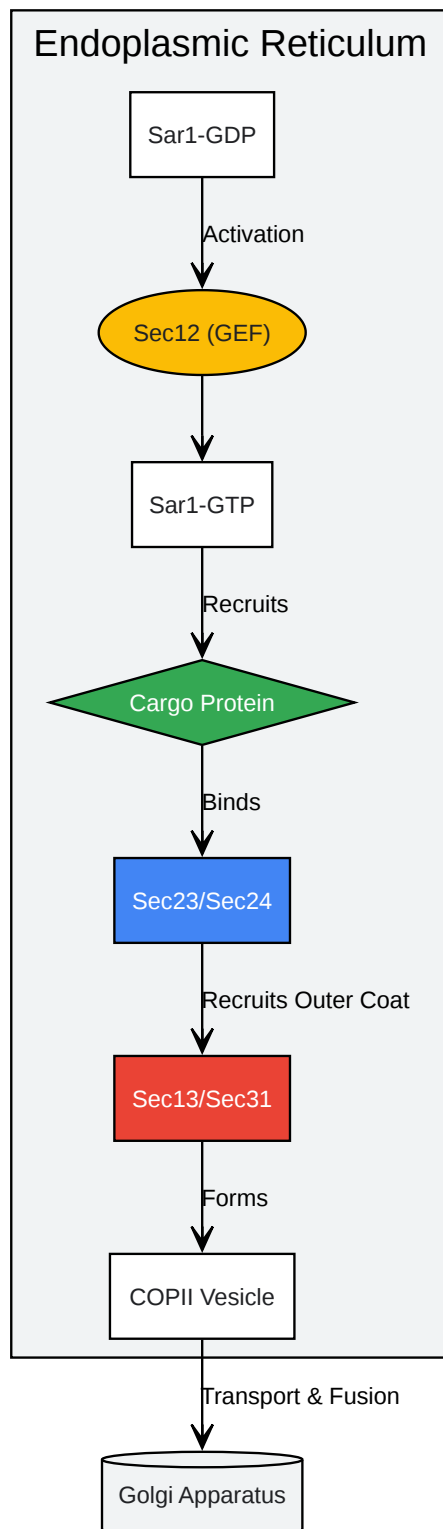 Endoplasmic Reticulum
Sar1-GDP
Activation
Sec12 (GEF)
Sar1-GTP
Recruits
Cargo Protein
Binds
Sec23/Sec24
Recruits Outer Coat
Sec13/Sec31
Forms
COPII Vesicle
Transport & Fusion
Golgi Apparatus